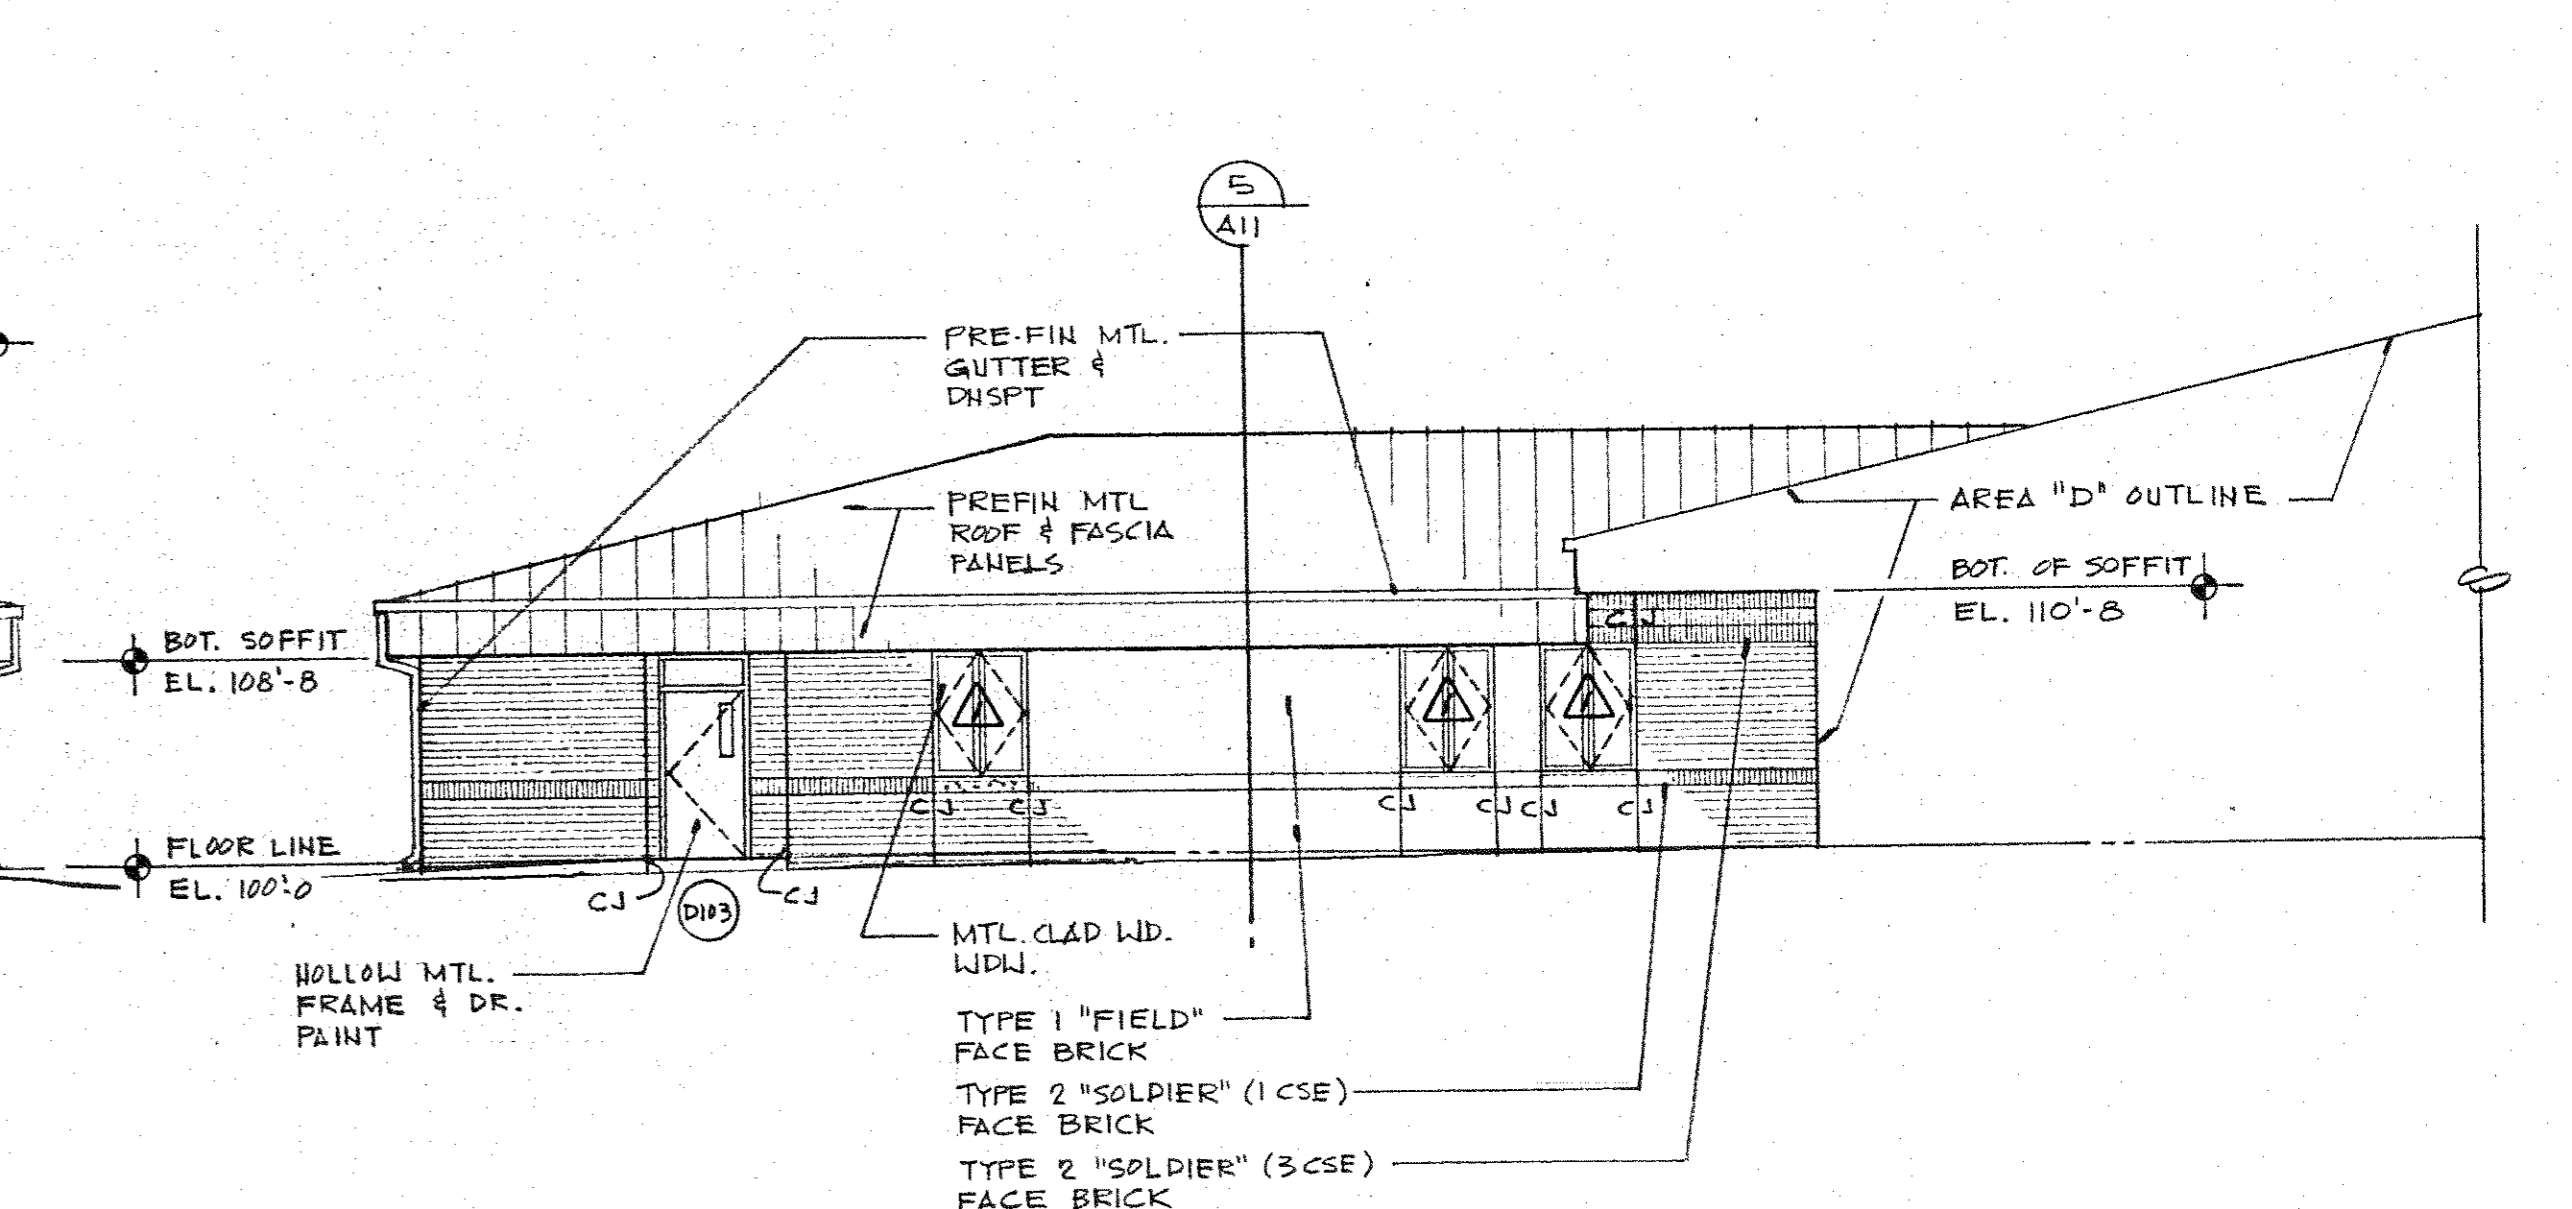 5
A11
PRE-FIN MTL.
GUTTER &
DNSPT
PREFIN MTL
ROOF & FASCIA
PANELS
AREA "D" OUTLINE
BOT. OF SOFFIT
EL. 110'-8
BOT. SOFFIT
EL. 108'-8
CJ
CJ
CJ
CJ
CJ
CJ
CJ
FLOOR LINE
EL. 100'.0
CJ
D103
CJ
HOLLOW MTL.
FRAME & DR.
PAINT
MTL. CLAD WD.
WDW.
TYPE 1 "FIELD"
FACE BRICK
TYPE 2 "SOLDIER" (1 CSE)
FACE BRICK
TYPE 2 "SOLDIER" (3 CSE)
FACE BRICK